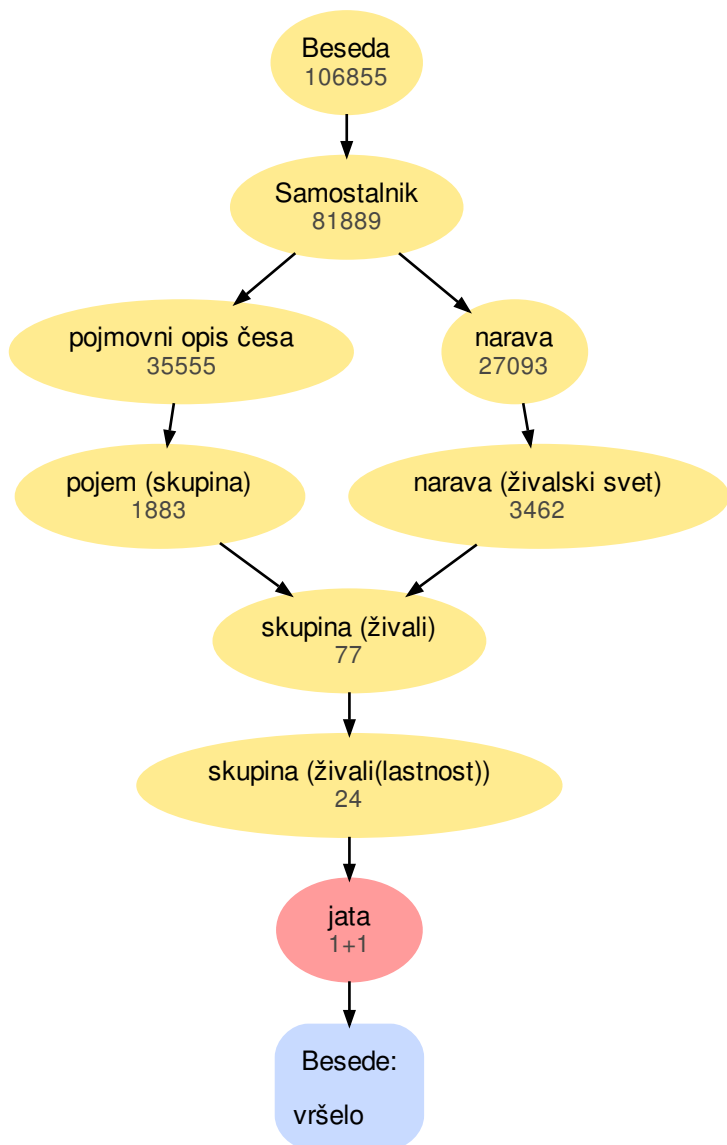 Beseda
106855
Samostalnik
81889
pojmovni opis česa
35555
narava
27093
pojem (skupina)
1883
narava (živalski svet)
3462
skupina (živali)
77
skupina (živali(lastnost))
24
jata
1+1
Besede:
vršelo